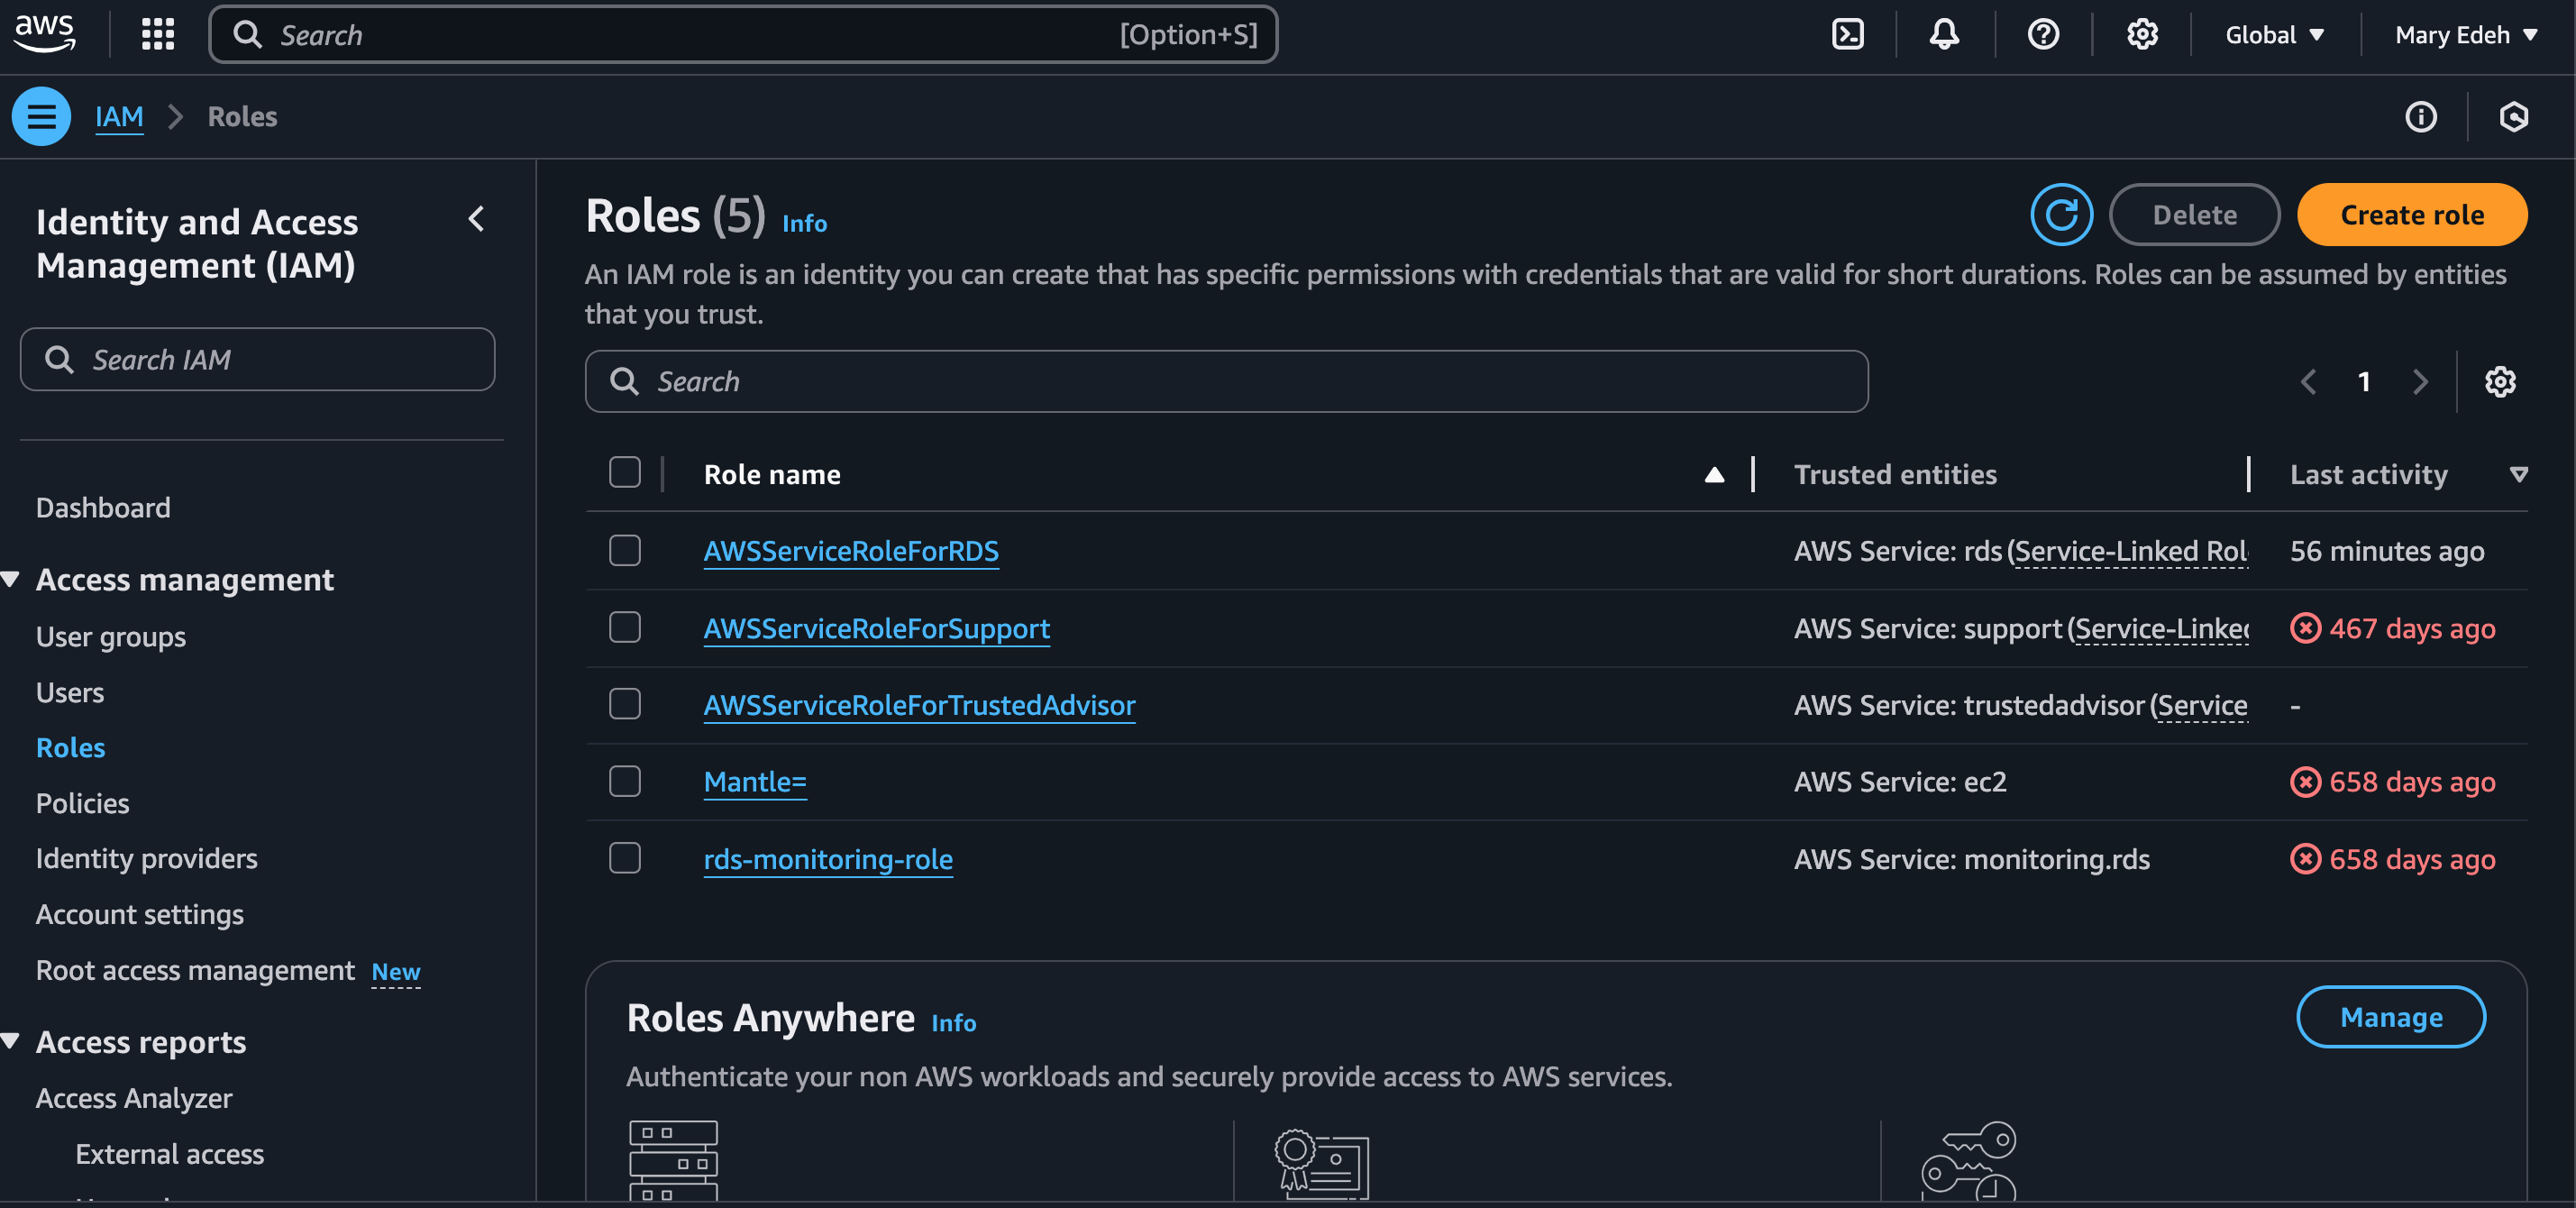 aws
Search
[Option+S]
Global
Mary Edeh
IAM
Roles
Identity and Access
Management (IAM)
Search IAM
Dashboard
Access management
User groups
Users
Roles
Policies
Identity providers
Account settings
Root access management New
Access reports
Access Analyzer
External access
Roles (5) Info
Delete
Create role
An IAM role is an identity you can create that has specific permissions with credentials that are valid for short durations. Roles can be assumed by entities
that you trust.
Search
1
Role name Trusted entities Last activity
AWSServiceRoleForRDS AWS Service: rds (Service-Linked Rol 56 minutes ago
AWSServiceRoleForSupport AWS Service: support (Service-Linked 467 days ago
AWSServiceRoleForTrustedAdvisor AWS Service: trustedadvisor (Service -
Mantle= AWS Service: ec2 658 days ago
rds-monitoring-role AWS Service: monitoring.rds 658 days ago
Roles Anywhere Info
Manage
Authenticate your non AWS workloads and securely provide access to AWS services.